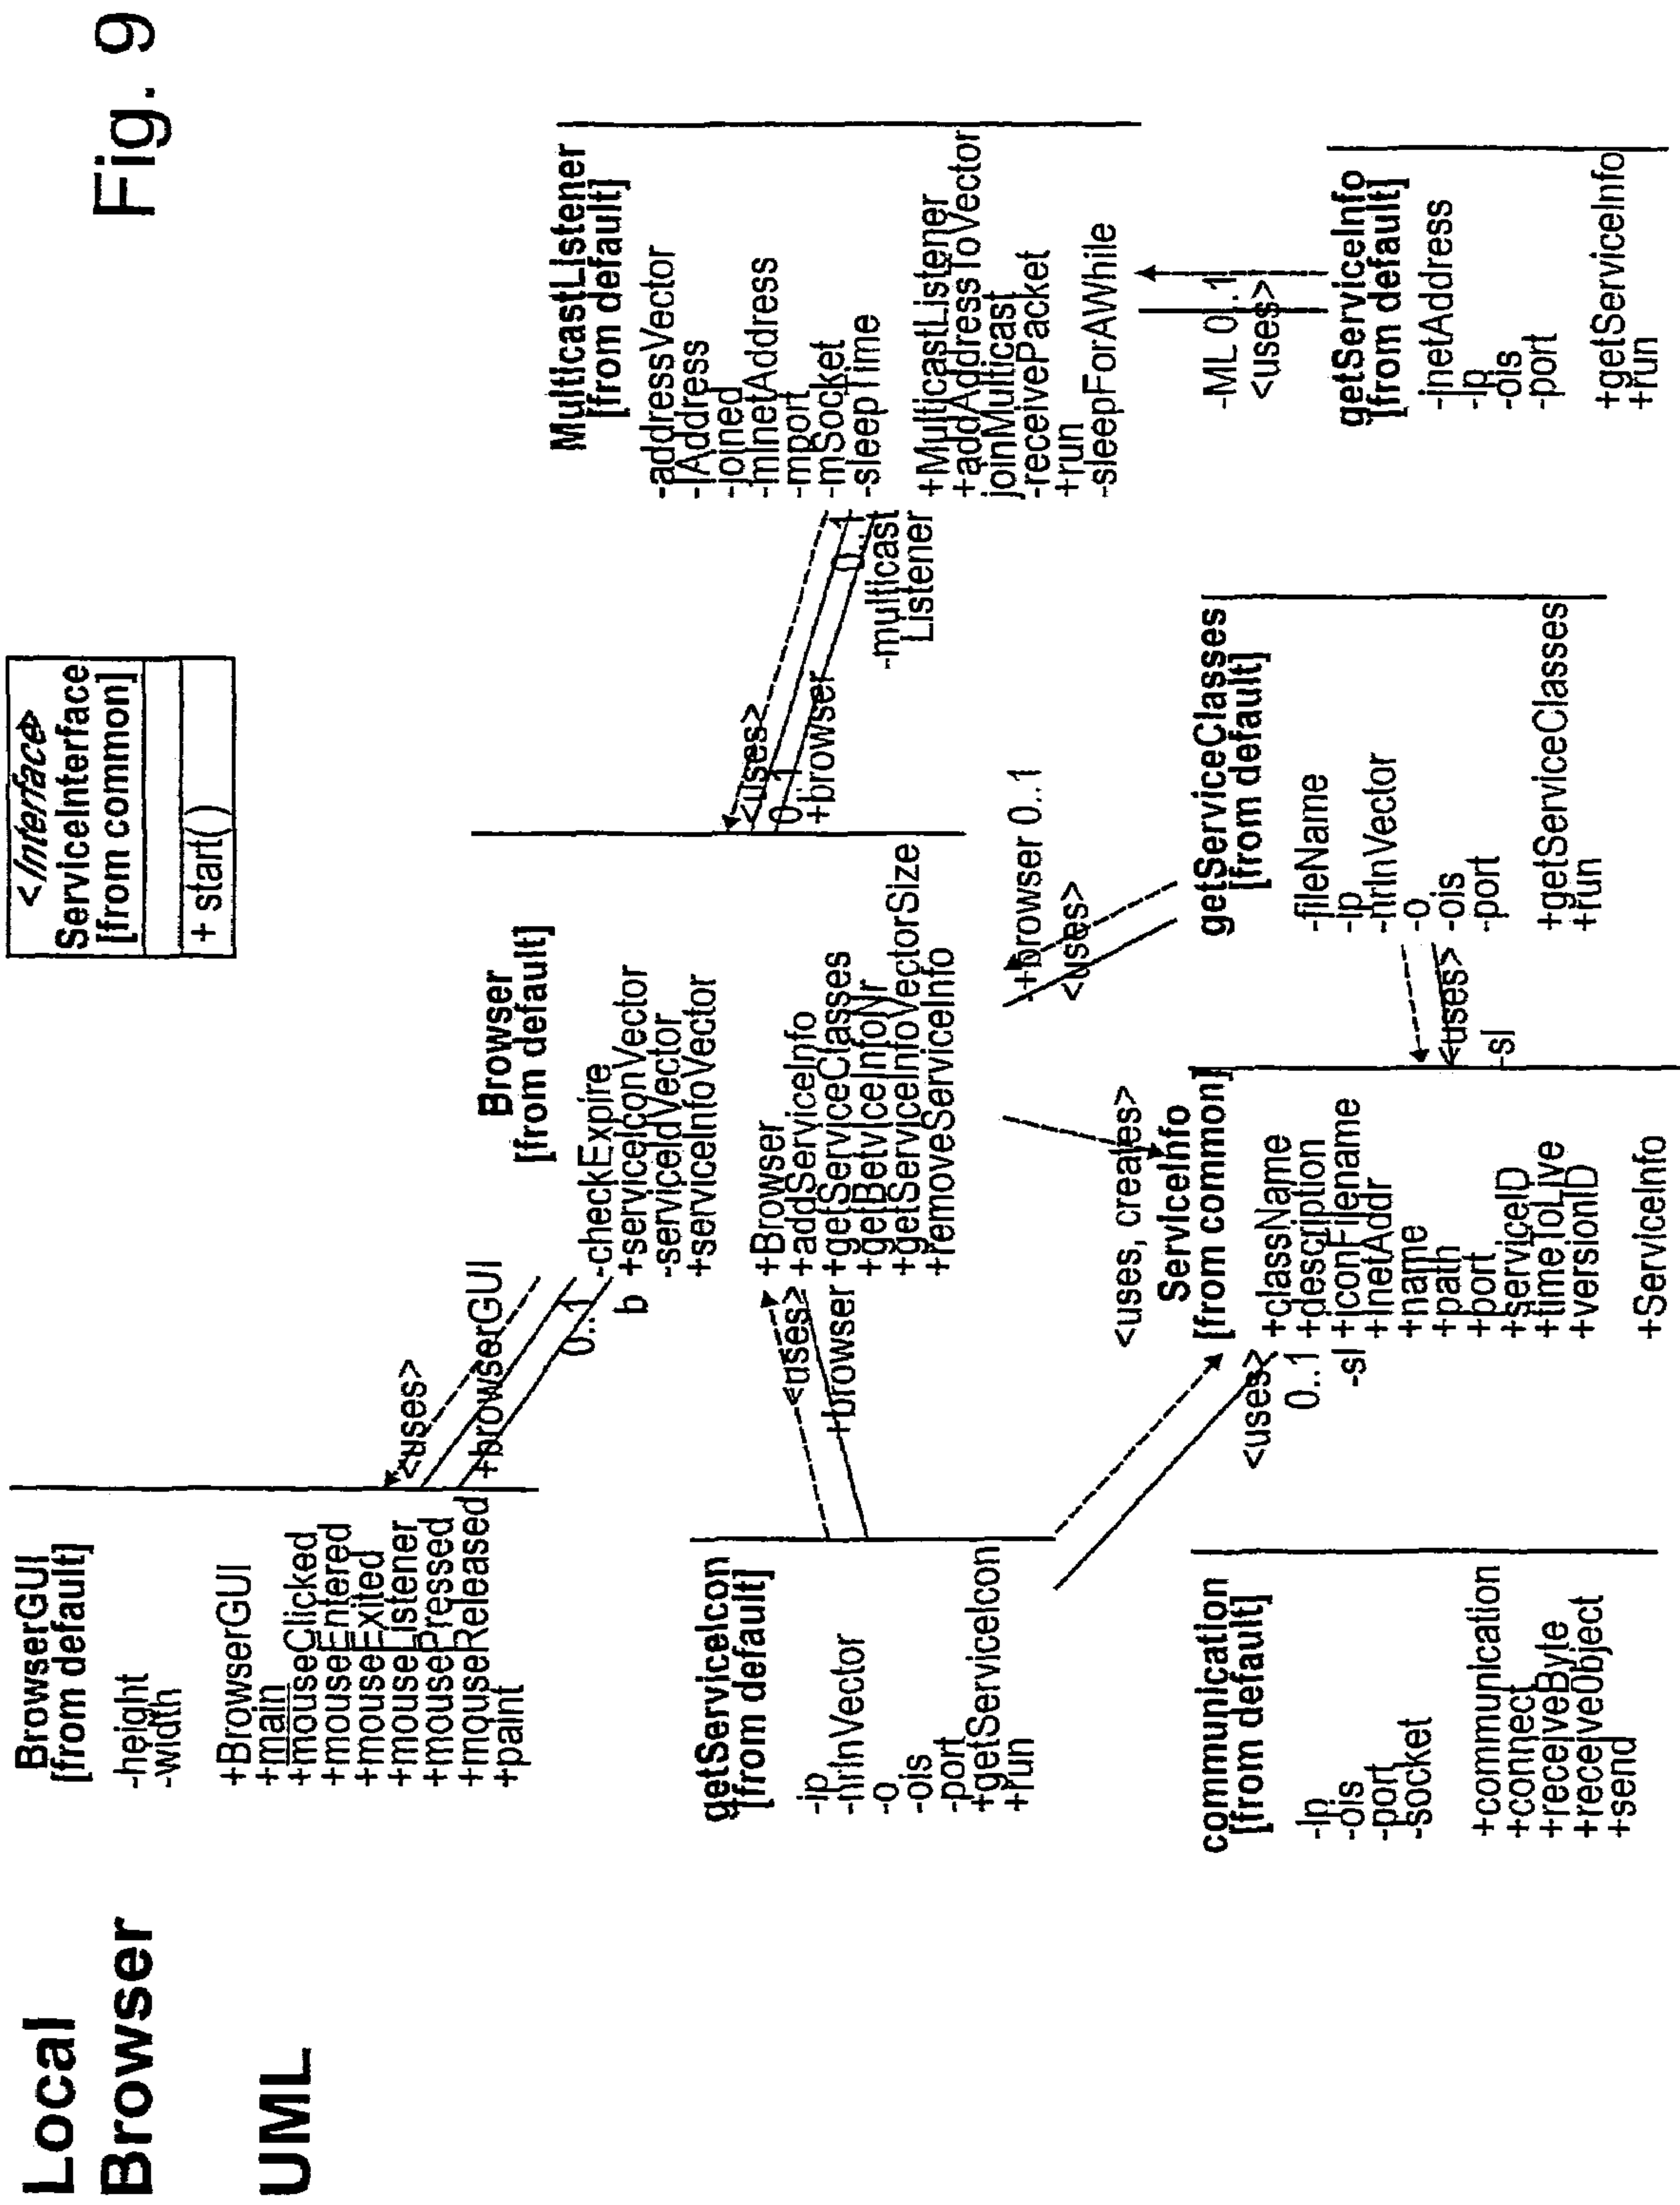 Local
Browser
UML
Fig. 9
<Interface>
ServiceInterface
[from common]
+ start( )
BrowserGUI
[from default]
-height
-width
+BrowserGUI
+main
+mouseClicked
+mouseEntered
+mouseExited
+mouseListener
+mousePressed
+mouseReleased
+paint
<uses>
+browserGUI
0..1
b
Browser
[from default]
-checkExpire
+serviceIconVector
-serviceIdVector
+serviceInfoVector
+Browser
+addServiceInfo
+getServiceClasses
+getBetvIceInfoNr
+getServiceInfoVectorSize
+removeServiceInfo
<uses>
0..1
+browser
0..1
-multicast
Listener
MulticastListener
[from default]
-addressVector
-IAddress
-joined
-mInetAddress
-mport
-mSocket
-sleepTime
+MulticastListener
+addAddressToVector
joinMulticast
-receivePacket
+run
-sleepForAWhile
getServiceIcon
[from default]
-ip
-nrInVector
-o
-ois
-port
+getServiceIcon
+run
<uses>
+browser
-+browser 0..1
<uses>
-ML 0..1
<uses>
communication
[from default]
-Ip
-ois
-port
-socket
+communication
+connect
+receiveByte
+receiveObject
+send
<uses>
0..1
-sI
<uses, creates>
ServiceInfo
[from common]
+className
+description
+iconFilename
+InetAddr
+name
+path
+port
+serviceID
+timeToLive
+versionID
+ServiceInfo
<uses>
-sI
getServiceClasses
[from default]
-fileName
-Ip
-nrInVector
-o
-ois
-port
+getServiceClasses
+run
getServiceInfo
[from default]
-InetAddress
-Ip
-ois
-port
+getServiceInfo
+run